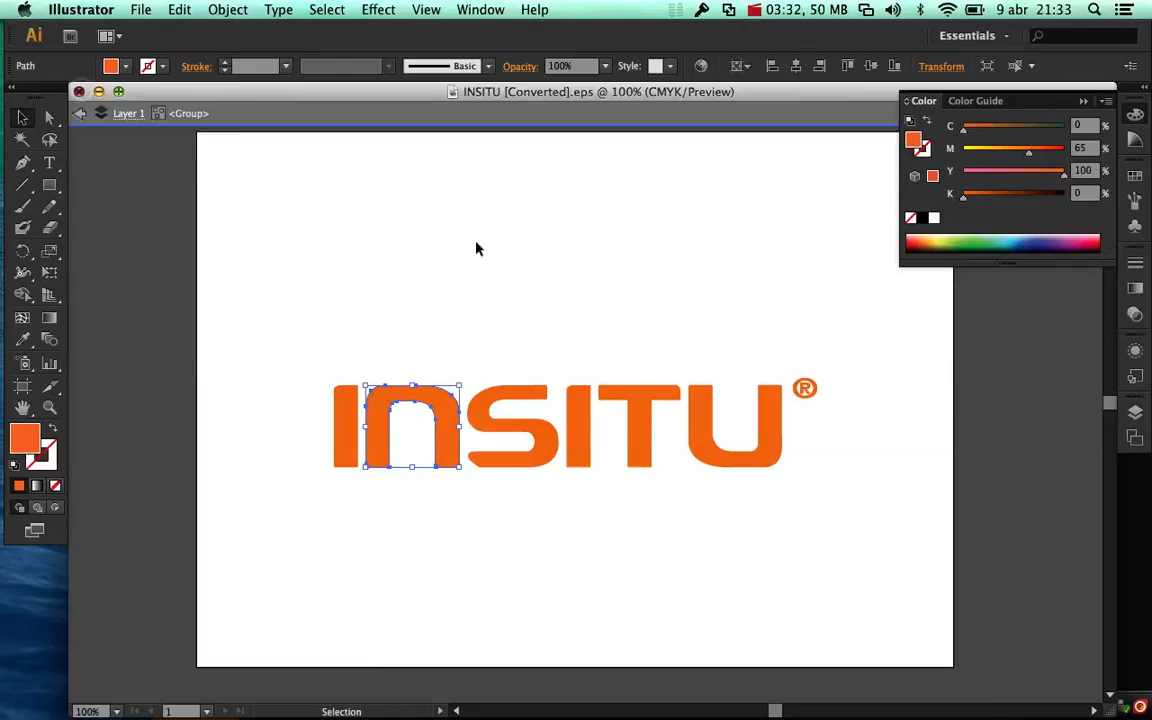 Illustrator File Edit Object Type Select Effect View Window Help 03:32, 50 MB 9 abr 21:33
Ai Br Essentials
Path Stroke: Basic Opacity: 100% Style: Transform
INSITU [Converted].eps @ 100% (CMYK/Preview)
Layer 1 <Group>
Color Color Guide
C 0 %
M 65 %
Y 100 %
K 0 %
INSITU ®
100% 1 Selection